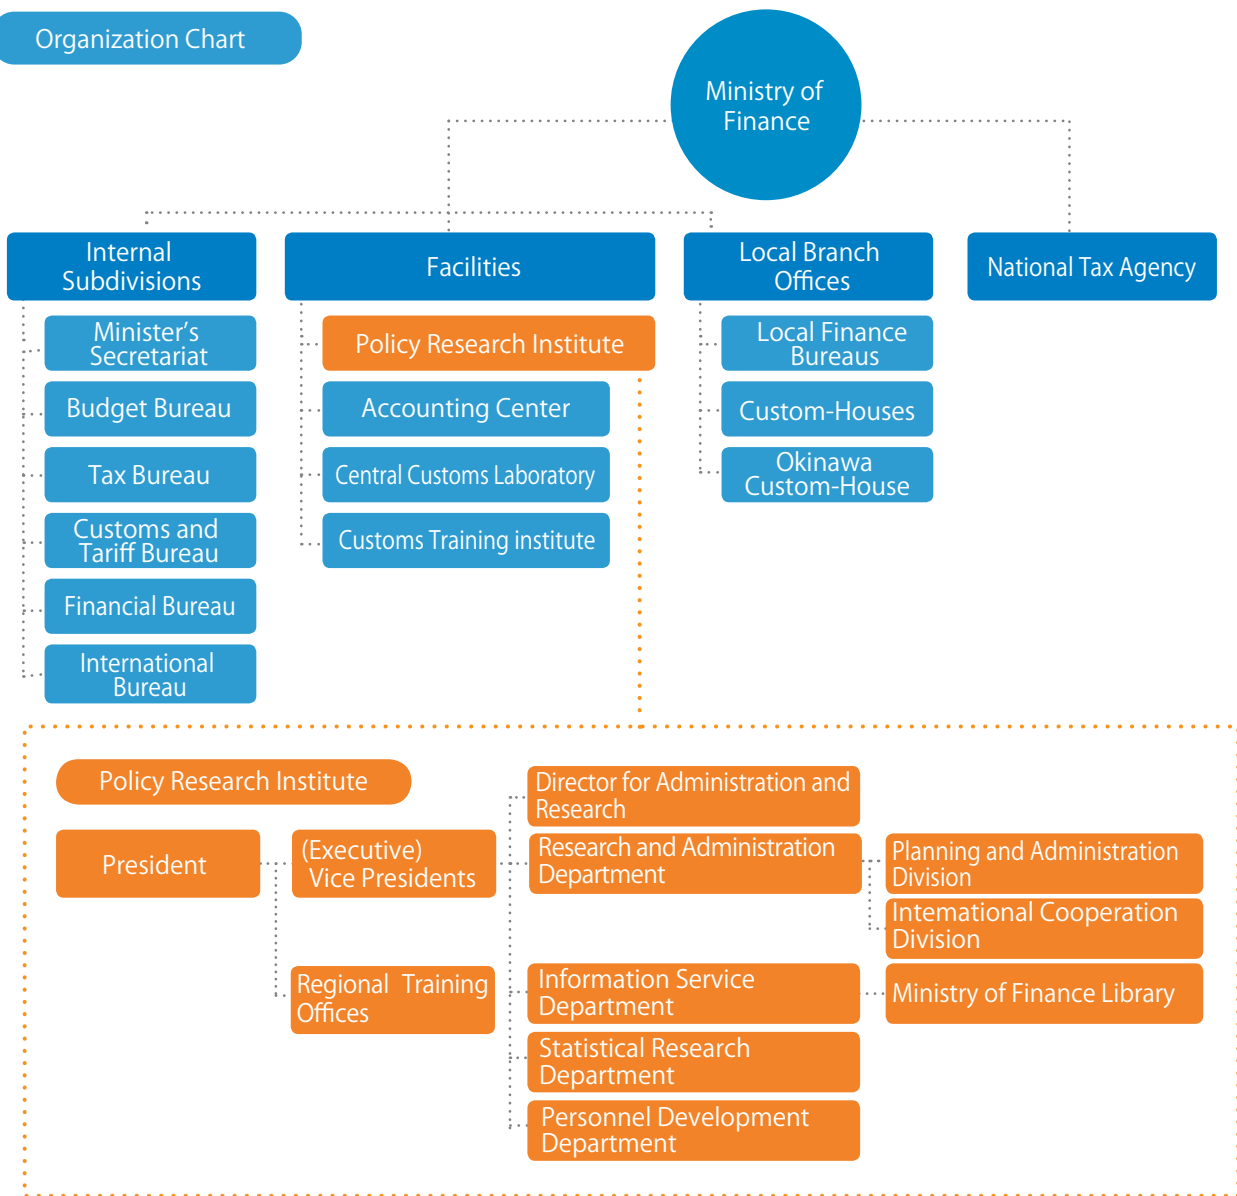 Organization Chart
Ministry of
Finance
Internal
Subdivisions
Facilities
Local Branch
Offices
National Tax Agency
Minister's
Secretariat
Budget Bureau
Tax Bureau
Customs and
Tariff Bureau
Financial Bureau
International
Bureau
Policy Research Institute
Accounting Center
Central Customs Laboratory
Customs Training institute
Local Finance
Bureaus
Custom-Houses
Okinawa
Custom-House
Policy Research Institute
President
(Executive)
Vice Presidents
Regional Training
Offices
Director for Administration and
Research
Research and Administration
Department
Planning and Administration
Division
Intemational Cooperation
Division
Information Service
Department
Ministry of Finance Library
Statistical Research
Department
Personnel Development
Department